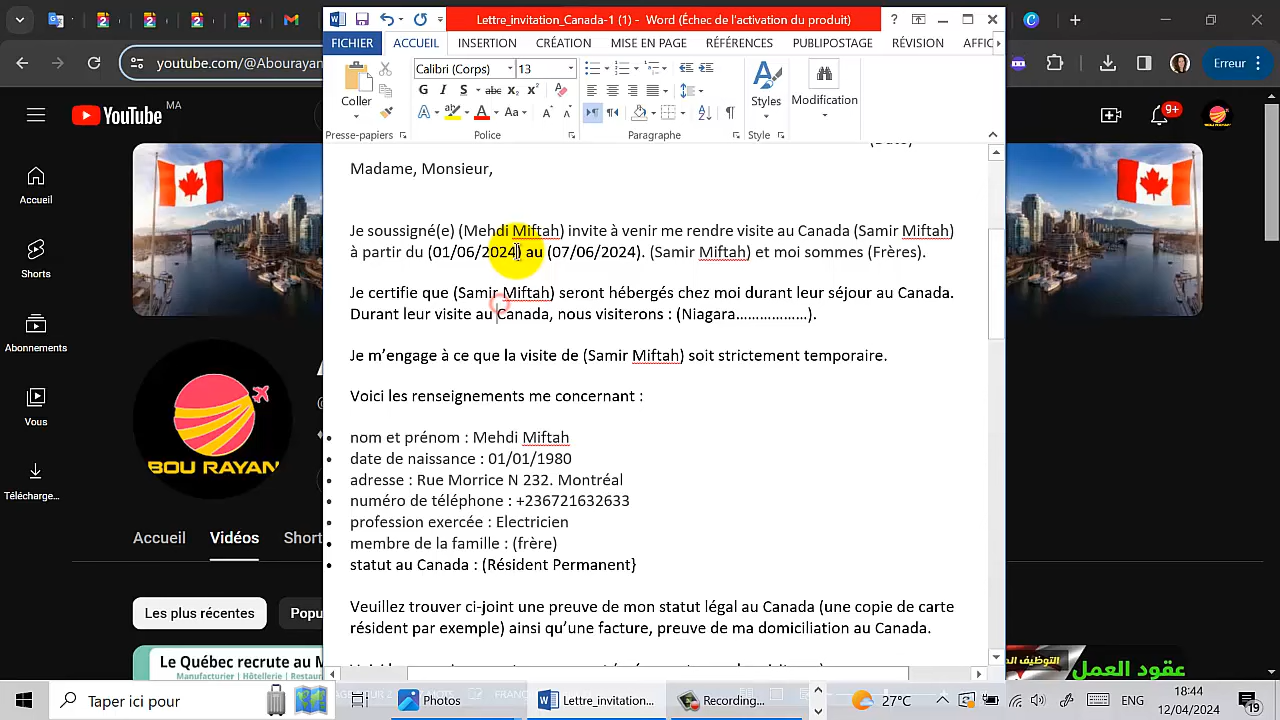 Lettre_invitation_Canada-1 (1) - Word (Échec de l'activation du produit)
FICHIER ACCUEIL INSERTION CRÉATION MISE EN PAGE RÉFÉRENCES PUBLIPOSTAGE RÉVISION AFFIC
youtube.com/@Abourayan
Erreur
Calibri (Corps) 13
Coller
Styles
Modification
Presse-papiers
Police
Paragraphe
Style
YouTube MA
9+
(Date)
Madame, Monsieur,
Je soussigné(e) (Mehdi Miftah) invite à venir me rendre visite au Canada (Samir Miftah)
à partir du (01/06/2024) au (07/06/2024). (Samir Miftah) et moi sommes (Frères).
Je certifie que (Samir Miftah) seront hébergés chez moi durant leur séjour au Canada.
Durant leur visite au Canada, nous visiterons : (Niagara………………).
Je m’engage à ce que la visite de (Samir Miftah) soit strictement temporaire.
Voici les renseignements me concernant :
• nom et prénom : Mehdi Miftah
• date de naissance : 01/01/1980
• adresse : Rue Morrice N 232. Montréal
• numéro de téléphone : +236721632633
• profession exercée : Electricien
• membre de la famille : (frère)
• statut au Canada : (Résident Permanent}
Veuillez trouver ci-joint une preuve de mon statut légal au Canada (une copie de carte
résident par exemple) ainsi qu’une facture, preuve de ma domiciliation au Canada.
Accueil
Shorts
Abonnements
Vous
Télécharge...
BOU RAYAN
Accueil Vidéos Short
Les plus récentes
Popu
Le Québec recrute au M
Manufacturier | Hôtellerie | Restaur
عقود العمل
Taper ici pour
Photos
Lettre_invitation...
Recording...
27°C
18:44
12/04/2024
19